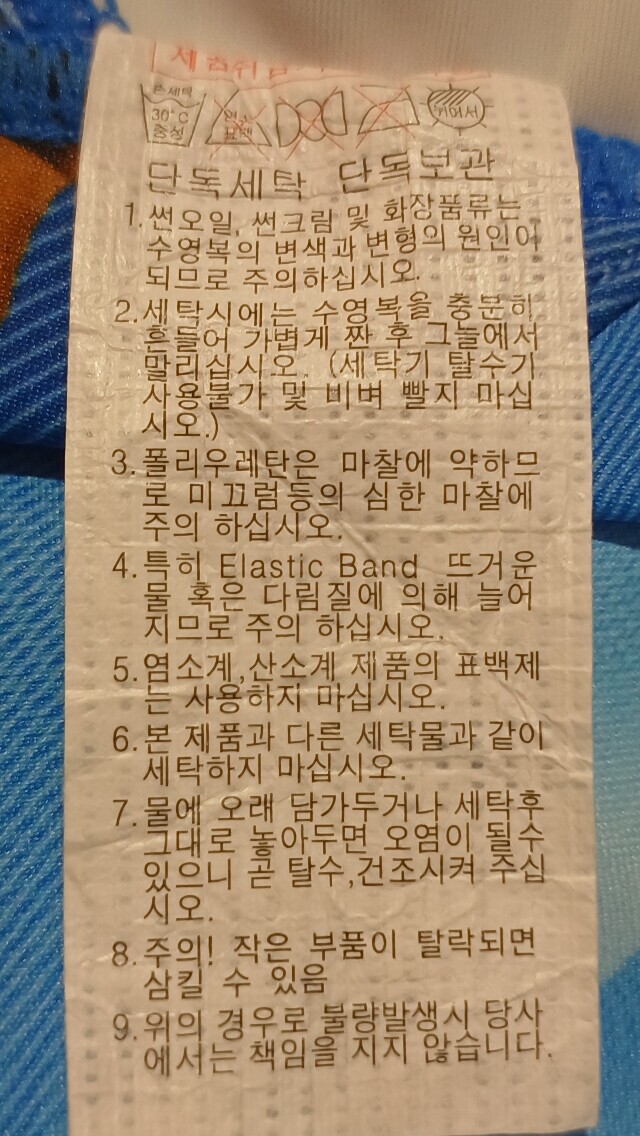 손세탁
30°C
중성
염소
표백
뉘어서
단독세탁 단독보관
1. 썬오일, 썬크림 및 화장품류는
수영복의 변색과 변형의 원인이
되므로 주의하십시오.
2. 세탁시에는 수영복을 충분히
흔들어 가볍게 짠 후 그늘에서
말리십시오. (세탁기 탈수기
사용불가 및 비벼 빨지 마십
시오.)
3. 폴리우레탄은 마찰에 약하므
로 미끄럼등의 심한 마찰에
주의 하십시오.
4. 특히 Elastic Band 뜨거운
물 혹은 다림질에 의해 늘어
지므로 주의 하십시오.
5. 염소계,산소계 제품의 표백제
는 사용하지 마십시오.
6. 본 제품과 다른 세탁물과 같이
세탁하지 마십시오.
7. 물에 오래 담가두거나 세탁후
그대로 놓아두면 오염이 될수
있으니 곧 탈수,건조시켜 주십
시오.
8. 주의! 작은 부품이 탈락되면
삼킬 수 있음
9. 위의 경우로 불량발생시 당사
에서는 책임을 지지 않습니다.